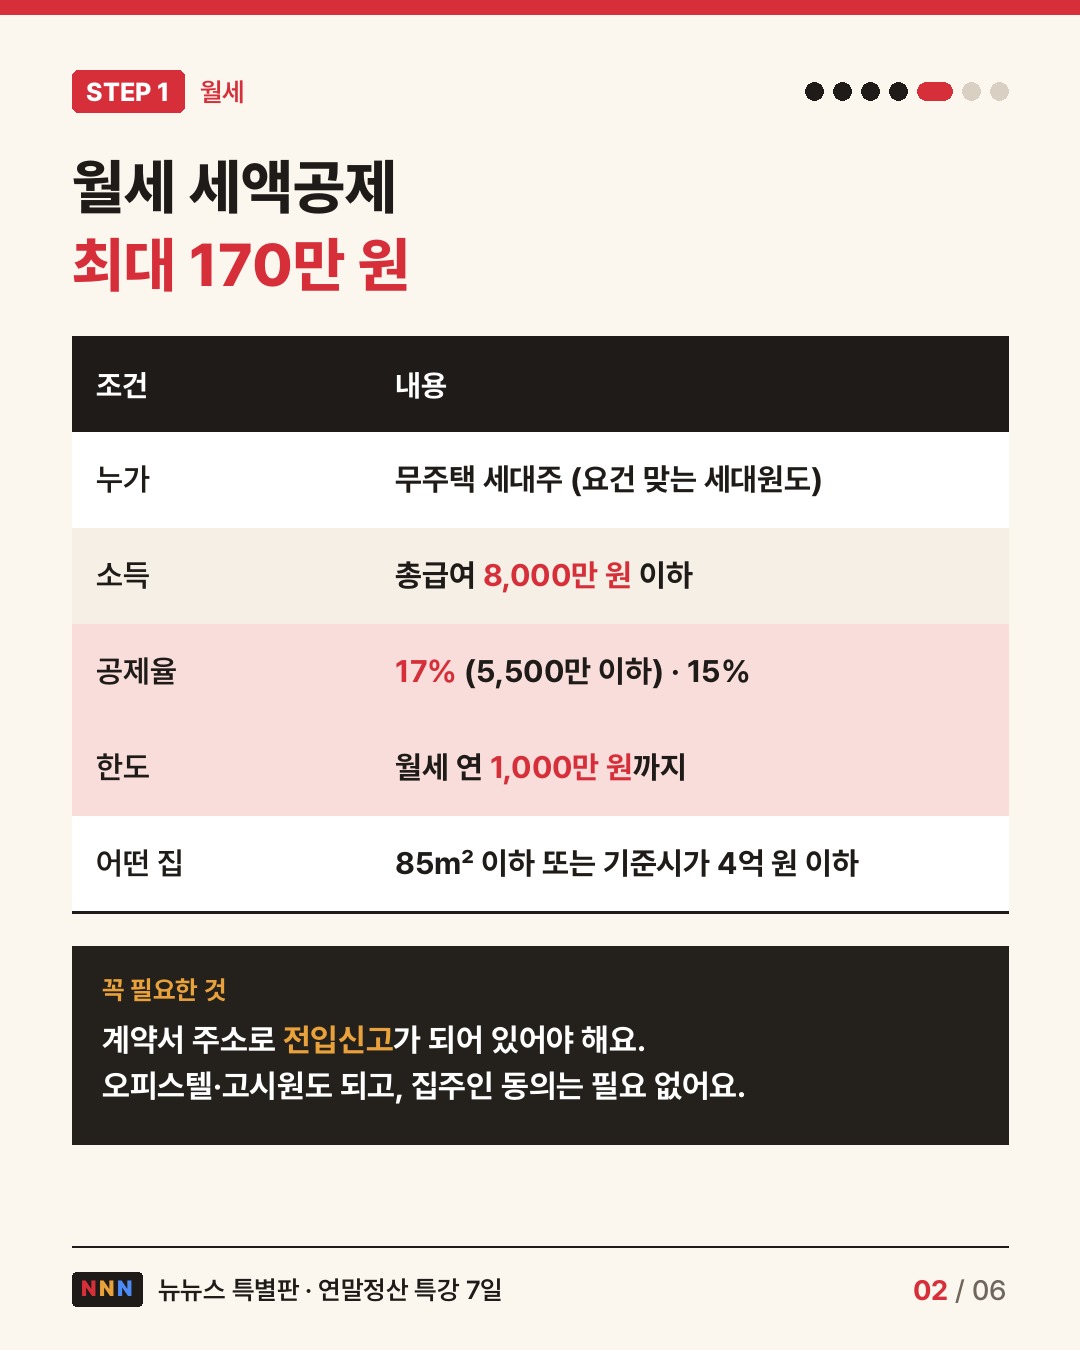 STEP 1 월세
월세 세액공제
최대 170만 원
조건 내용
누가 무주택 세대주 (요건 맞는 세대원도)
소득 총급여 8,000만 원 이하
공제율 17% (5,500만 이하) · 15%
한도 월세 연 1,000만 원까지
어떤 집 85m² 이하 또는 기준시가 4억 원 이하
꼭 필요한 것
계약서 주소로 전입신고가 되어 있어야 해요.
오피스텔·고시원도 되고, 집주인 동의는 필요 없어요.
NNN 뉴뉴스 특별판 · 연말정산 특강 7일 02 / 06